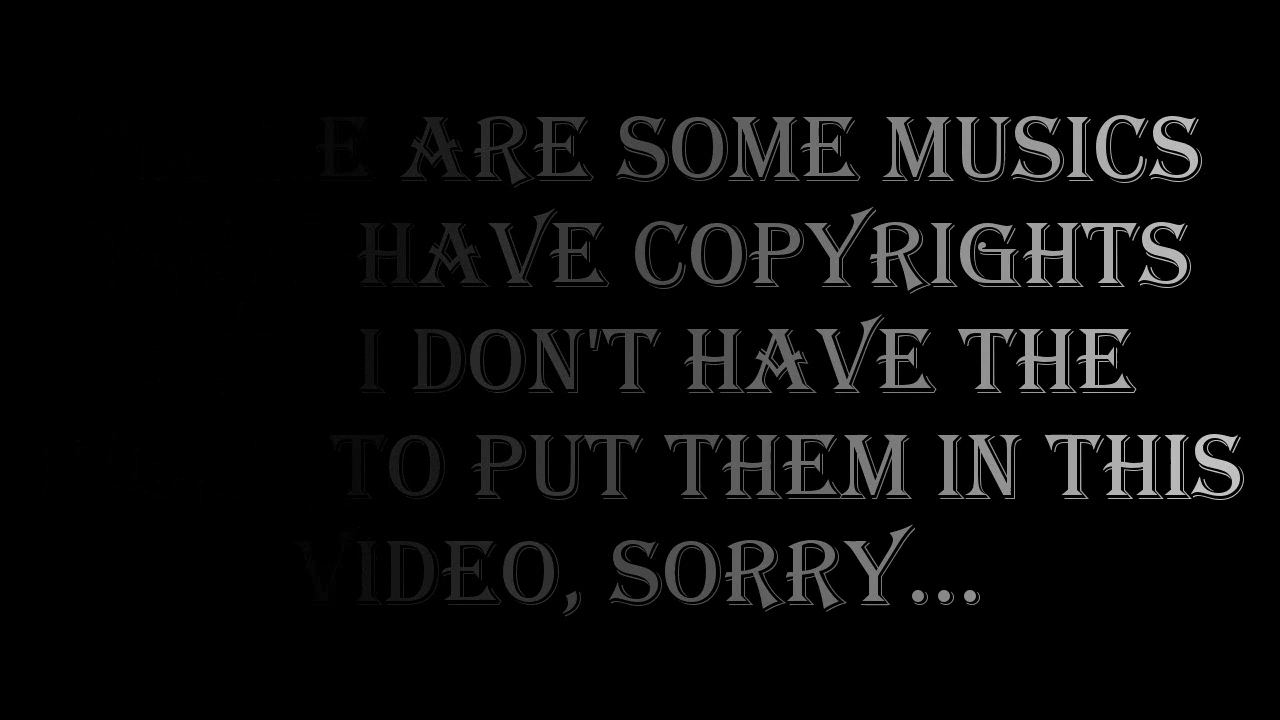 ARE SOME MUSICS
HAVE COPYRIGHTS
I DON'T HAVE THE
TO PUT THEM IN THIS
VIDEO, SORRY...